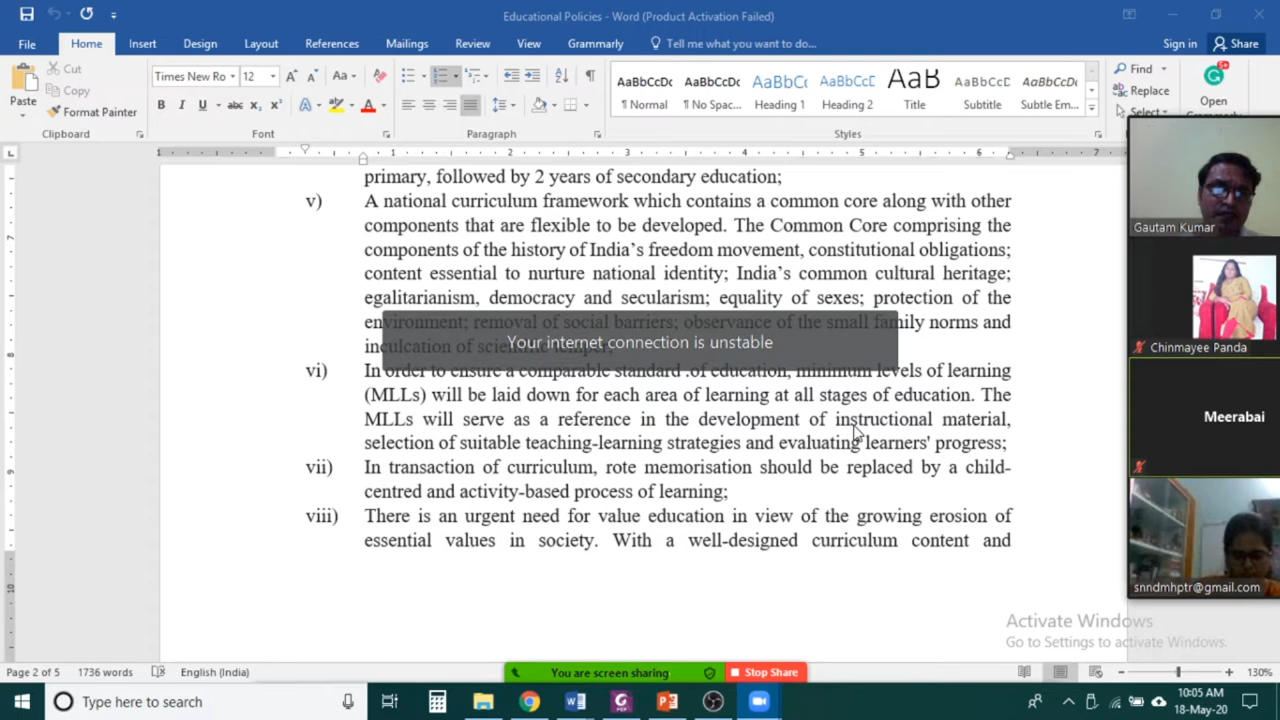 Educational Policies - Word (Product Activation Failed)
File Home Insert Design Layout References Mailings Review View Grammarly Tell me what you want to do... Sign in Share
Cut
Copy
Format Painter
Paste
Clipboard
Times New Ro 12
Font
Paragraph
AaBbCcDc AaBbCcDc AaBbCc AaBbCcD AaB AaBbCcD AaBbCcDc
¶ Normal ¶ No Spac... Heading 1 Heading 2 Title Subtitle Subtle Em...
Styles
Find
Replace
Select
Open
1 1 2 3 4 5 6 7
primary, followed by 2 years of secondary education;
v) A national curriculum framework which contains a common core along with other
components that are flexible to be developed. The Common Core comprising the
components of the history of India's freedom movement, constitutional obligations;
content essential to nurture national identity; India's common cultural heritage;
egalitarianism, democracy and secularism; equality of sexes; protection of the
environment; removal of social barriers; observance of the small family norms and
inculcation of scientific temper;
Your internet connection is unstable
vi) In order to ensure a comparable standard .of education, minimum levels of learning
(MLLs) will be laid down for each area of learning at all stages of education. The
MLLs will serve as a reference in the development of instructional material,
selection of suitable teaching-learning strategies and evaluating learners' progress;
vii) In transaction of curriculum, rote memorisation should be replaced by a child-
centred and activity-based process of learning;
viii) There is an urgent need for value education in view of the growing erosion of
essential values in society. With a well-designed curriculum content and
Gautam Kumar
Chinmayee Panda
Meerabai
snndmhptr@gmail.com
Activate Windows
Go to Settings to activate Windows.
Page 2 of 5 1736 words English (India)
You are screen sharing Stop Share
130%
Type here to search
10:05 AM
18-May-20